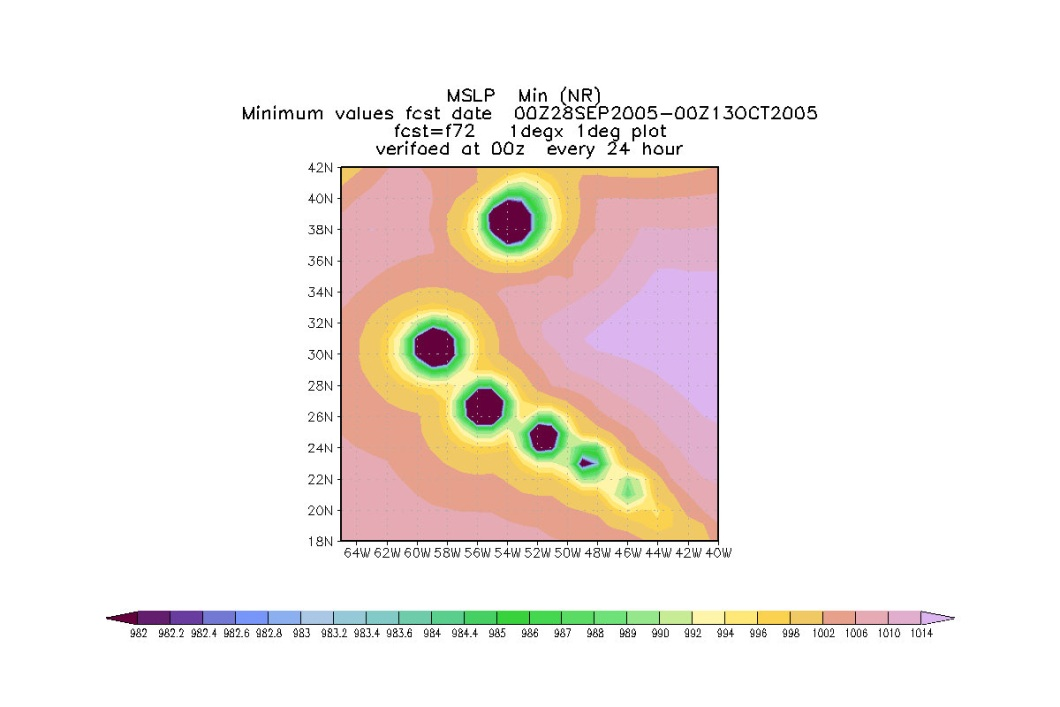 MSLP Min (NR)
Minimum values fcst date 00Z28SEP2005-00Z13OCT2005
fcst=f72 1degx 1deg plot
verifoed at 00z every 24 hour
42N
40N
38N
36N
34N
32N
30N
28N
26N
24N
22N
20N
18N
64W 62W 60W 58W 56W 54W 52W 50W 48W 46W 44W 42W 40W
982 982.2 982.4 982.6 982.8 983 983.2 983.4 983.6 984 984.4 985 986 987 988 989 990 992 994 996 998 1002 1006 1010 1014